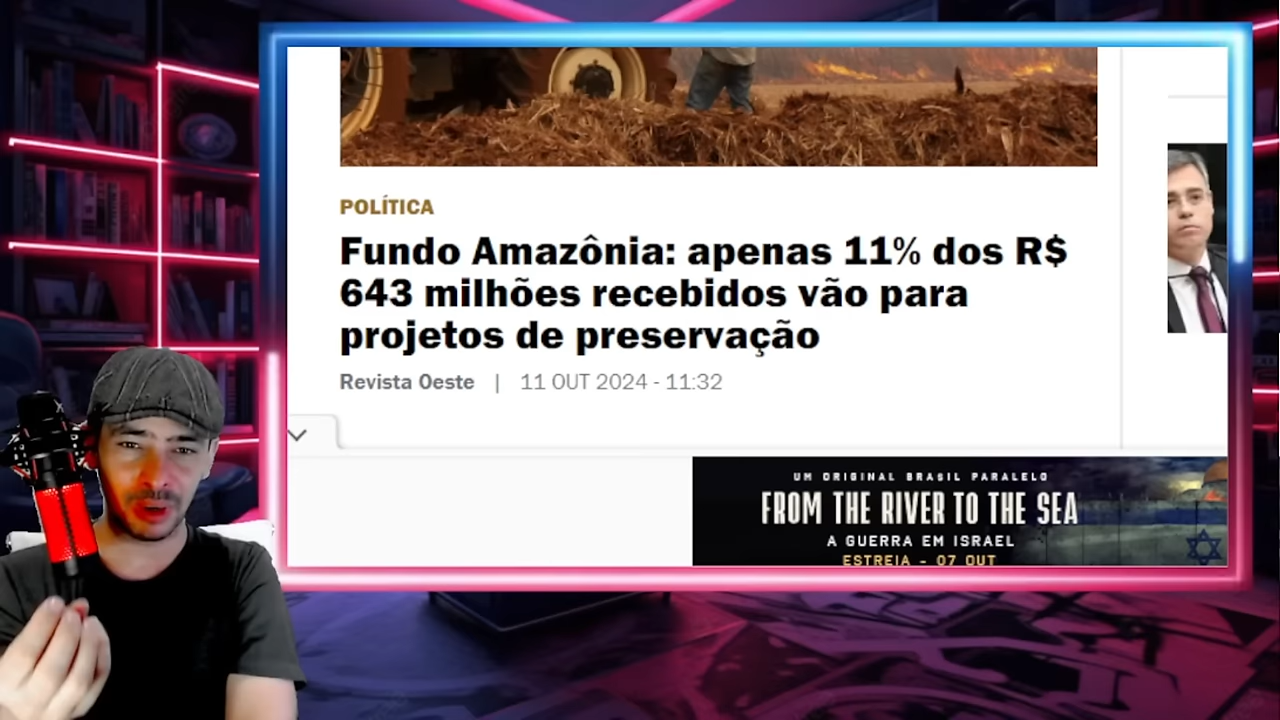 POLÍTICA
Fundo Amazônia: apenas 11% dos R$
643 milhões recebidos vão para
projetos de preservação
Revista Oeste | 11 OUT 2024 - 11:32
UM ORIGINAL BRASIL PARALELO
FROM THE RIVER TO THE SEA
A GUERRA EM ISRAEL
ESTREIA - 07 OUT